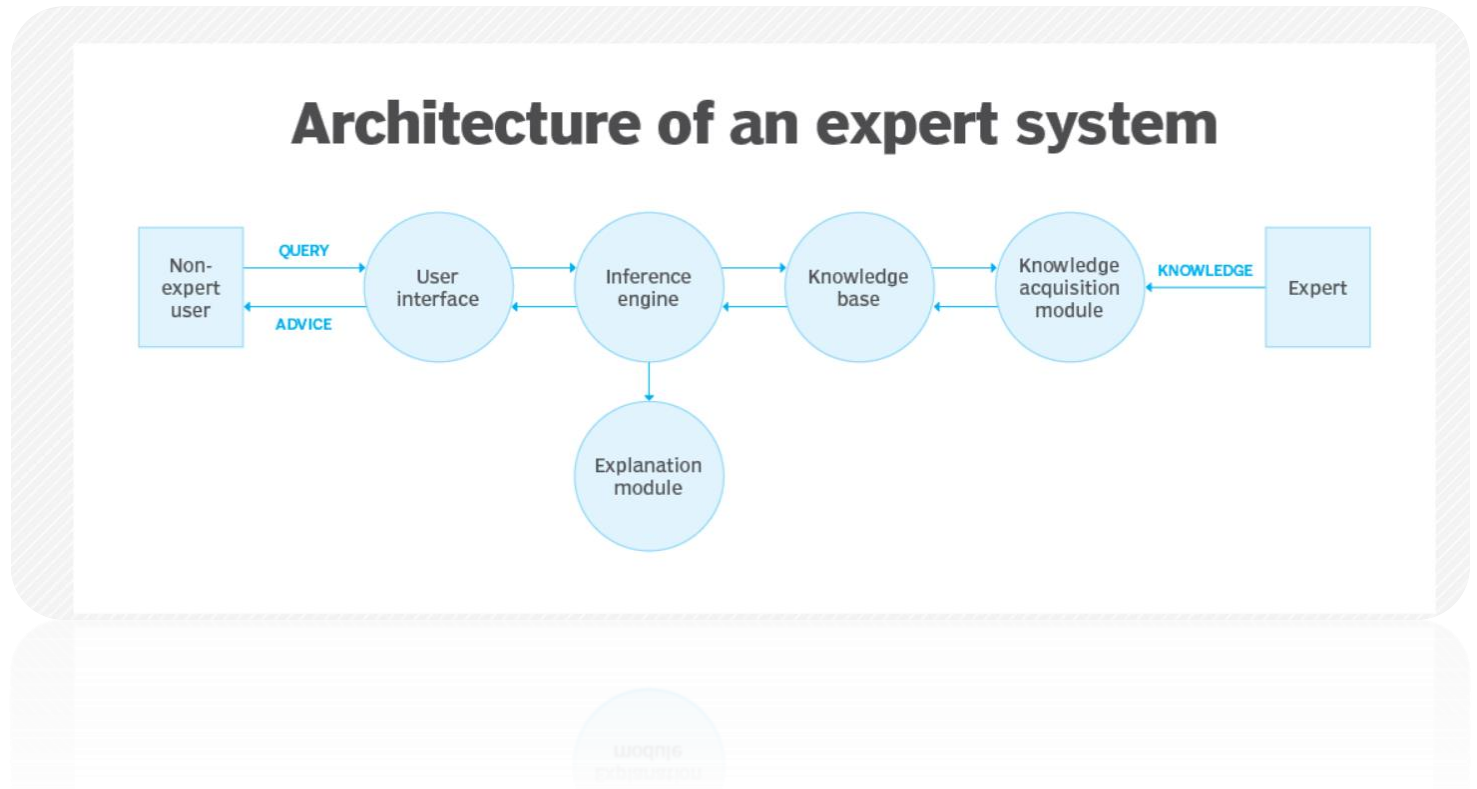 Architecture of an expert system
Non-
expert
user
QUERY
ADVICE
User
interface
Inference
engine
Knowledge
base
Knowledge
acquisition
module
KNOWLEDGE
Expert
Explanation
module